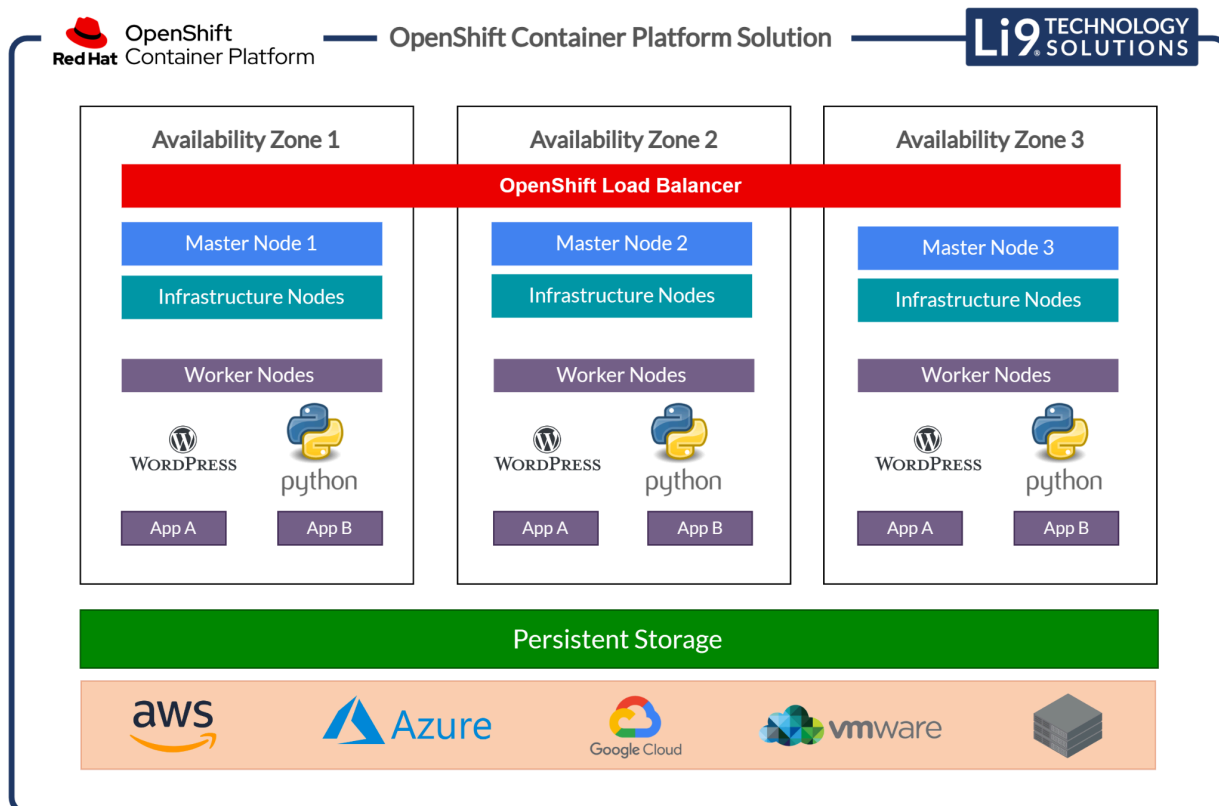 Red Hat
OpenShift
Container Platform
OpenShift Container Platform Solution
Li9® TECHNOLOGY
SOLUTIONS
Availability Zone 1
Availability Zone 2
Availability Zone 3
OpenShift Load Balancer
Master Node 1
Master Node 2
Master Node 3
Infrastructure Nodes
Infrastructure Nodes
Infrastructure Nodes
Worker Nodes
Worker Nodes
Worker Nodes
WORDPRESS
python
WORDPRESS
python
WORDPRESS
python
App A
App B
App A
App B
App A
App B
Persistent Storage
aws
Azure
Google Cloud
vmware